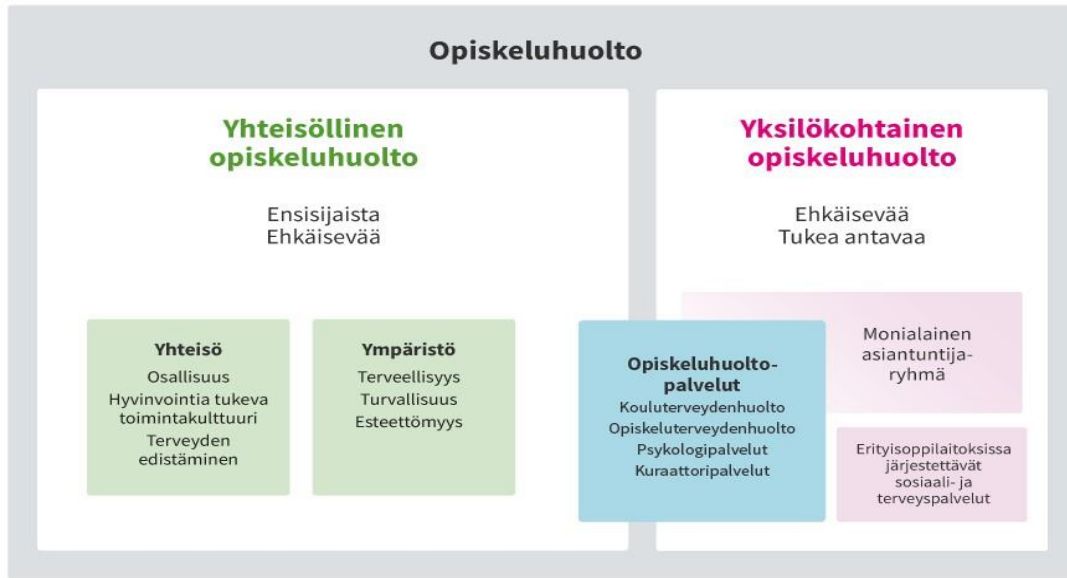 Opiskeluhuolto
Yhteisöllinen
opiskeluhuolto
Ensisijaista
Ehkäisevää
Yhteisö
Osallisuus
Hyvinvointia tukeva
toimintakulttuuri
Terveyden
edistäminen
Ympäristö
Terveellisyys
Turvallisuus
Esteettömyys
Opiskeluhuolto-
palvelut
Kouluterveydenhuolto
Opiskeluterveydenhuolto
Psykologipalvelut
Kuraattoripalvelut
Yksilökohtainen
opiskeluhuolto
Ehkäisevää
Tukea antavaa
Monialainen
asiantuntija-
ryhmä
Erityisoppilaitoksissa
järjestettävät
sosiaali- ja
terveyspalvelut